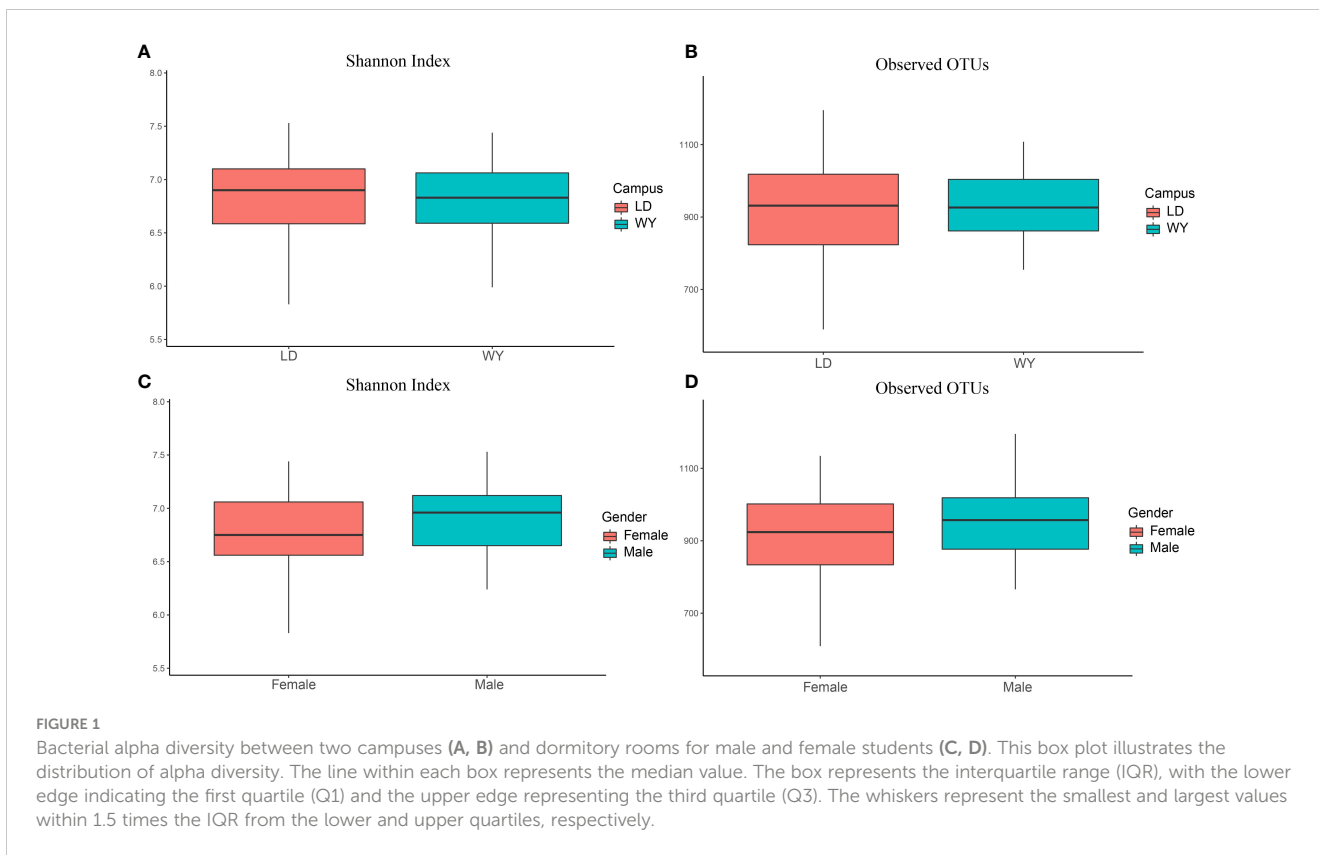 A
Shannon Index
8.0
7.5
7.0
6.5
6.0
5.5
LD
WY
Campus
LD
WY
B
Observed OTUs
1100
900
700
LD
WY
Campus
LD
WY
C
Shannon Index
8.0
7.5
7.0
6.5
6.0
5.5
Female
Male
Gender
Female
Male
D
Observed OTUs
1100
900
700
Female
Male
Gender
Female
Male
FIGURE 1
Bacterial alpha diversity between two campuses (A, B) and dormitory rooms for male and female students (C, D). This box plot illustrates the
distribution of alpha diversity. The line within each box represents the median value. The box represents the interquartile range (IQR), with the lower
edge indicating the first quartile (Q1) and the upper edge representing the third quartile (Q3). The whiskers represent the smallest and largest values
within 1.5 times the IQR from the lower and upper quartiles, respectively.